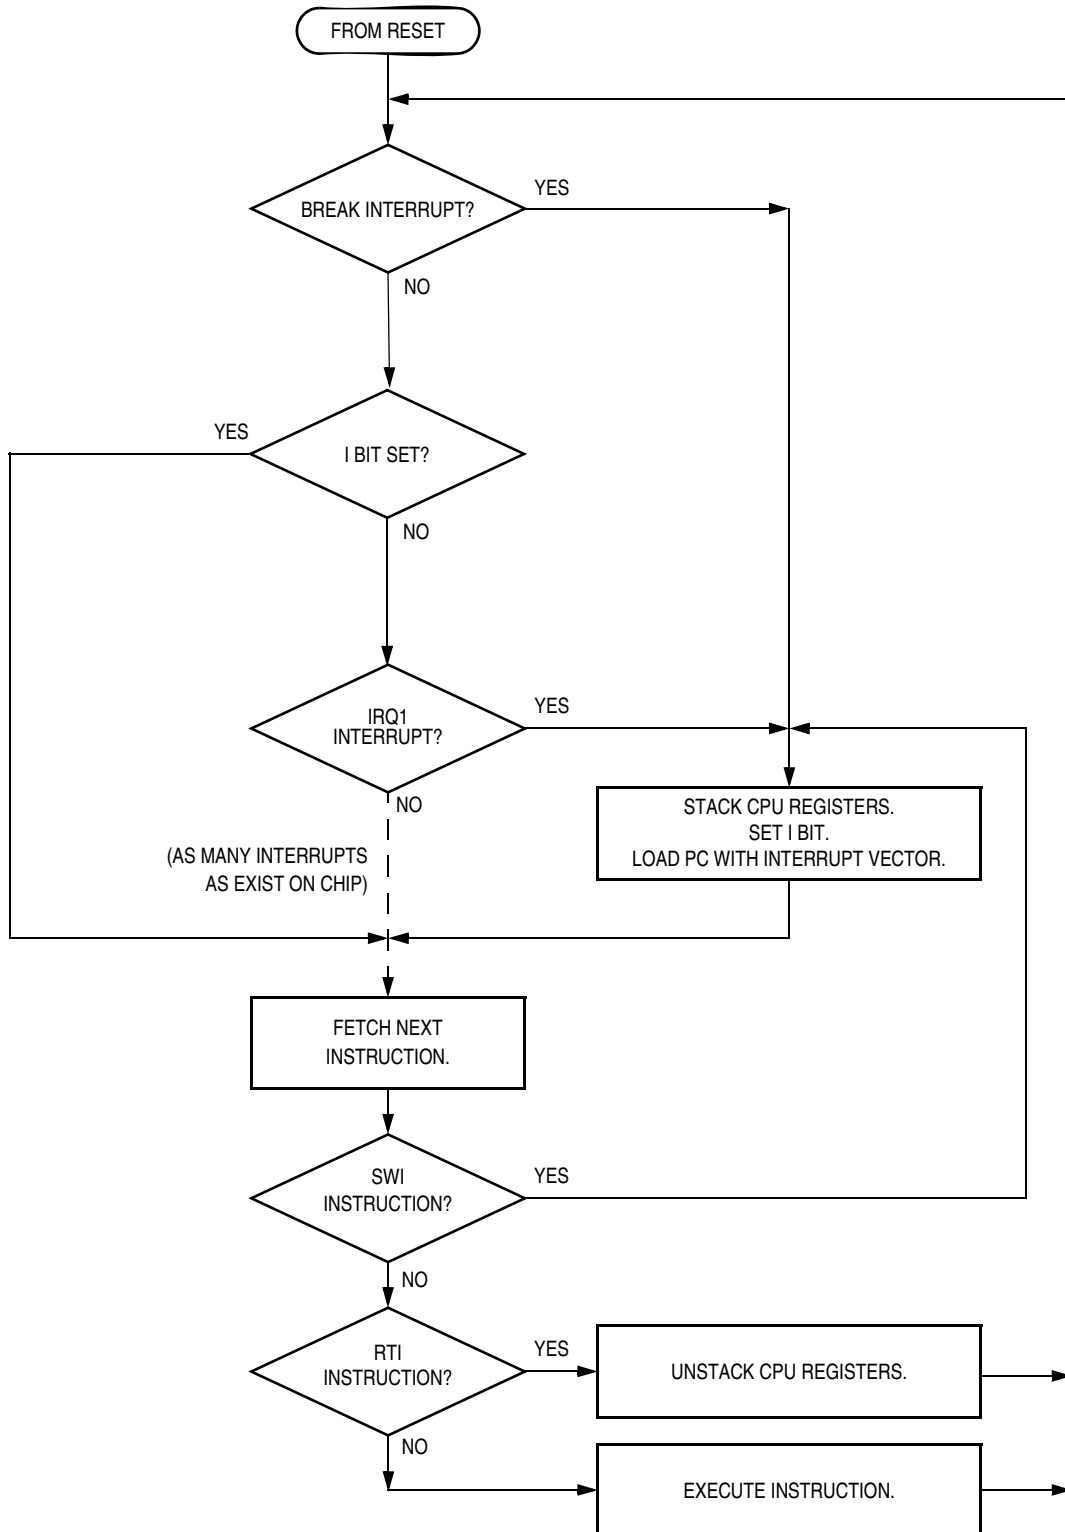 FROM RESET
BREAK INTERRUPT?
YES
NO
I BIT SET?
YES
NO
IRQ1
INTERRUPT?
YES
NO
(AS MANY INTERRUPTS
AS EXIST ON CHIP)
STACK CPU REGISTERS.
SET I BIT.
LOAD PC WITH INTERRUPT VECTOR.
FETCH NEXT
INSTRUCTION.
SWI
INSTRUCTION?
YES
NO
RTI
INSTRUCTION?
YES
UNSTACK CPU REGISTERS.
NO
EXECUTE INSTRUCTION.